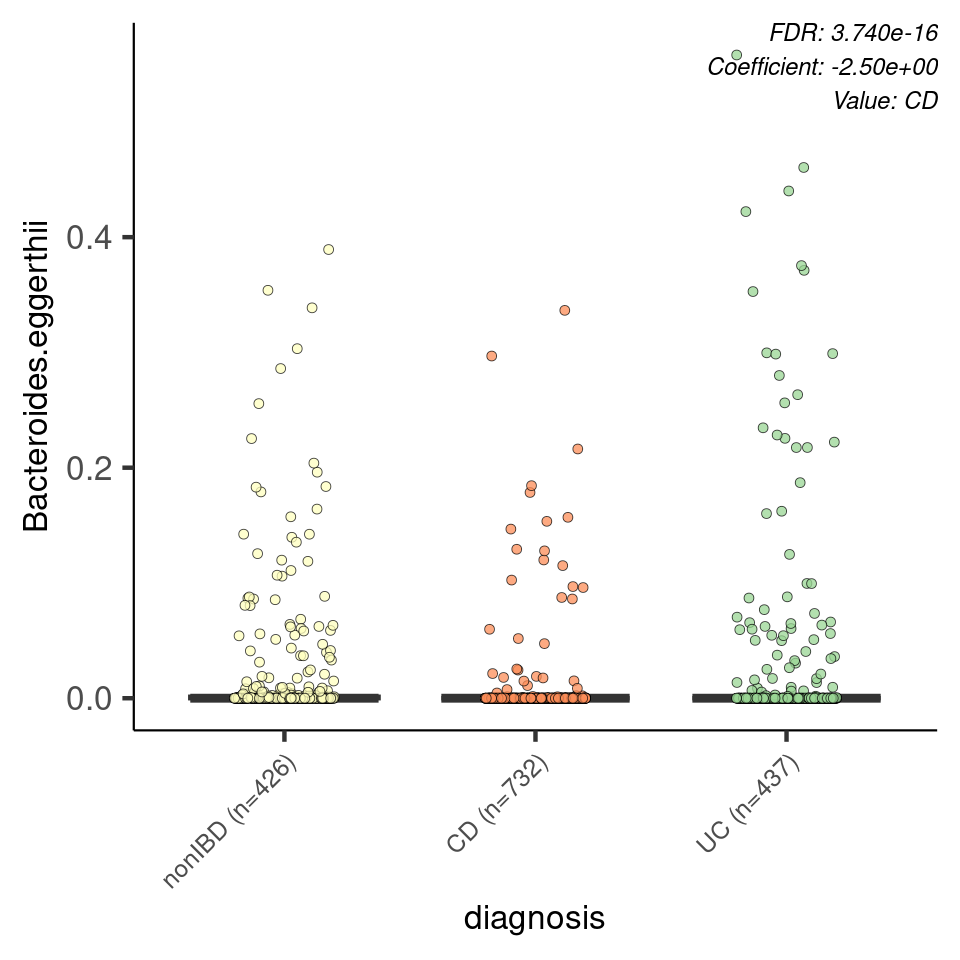 FDR: 3.740e-16
Coefficient: -2.50e+00
Value: CD
Bacteroides.eggerthii
0.4
0.2
0.0
nonIBD (n=426)
CD (n=732)
UC (n=437)
diagnosis